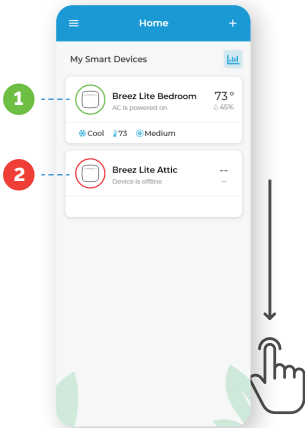 Home
My Smart Devices
1
Breez Lite Bedroom
73°
AC is powered on
45%
Cool
73
Medium
2
Breez Lite Attic
--
Device is offline
--